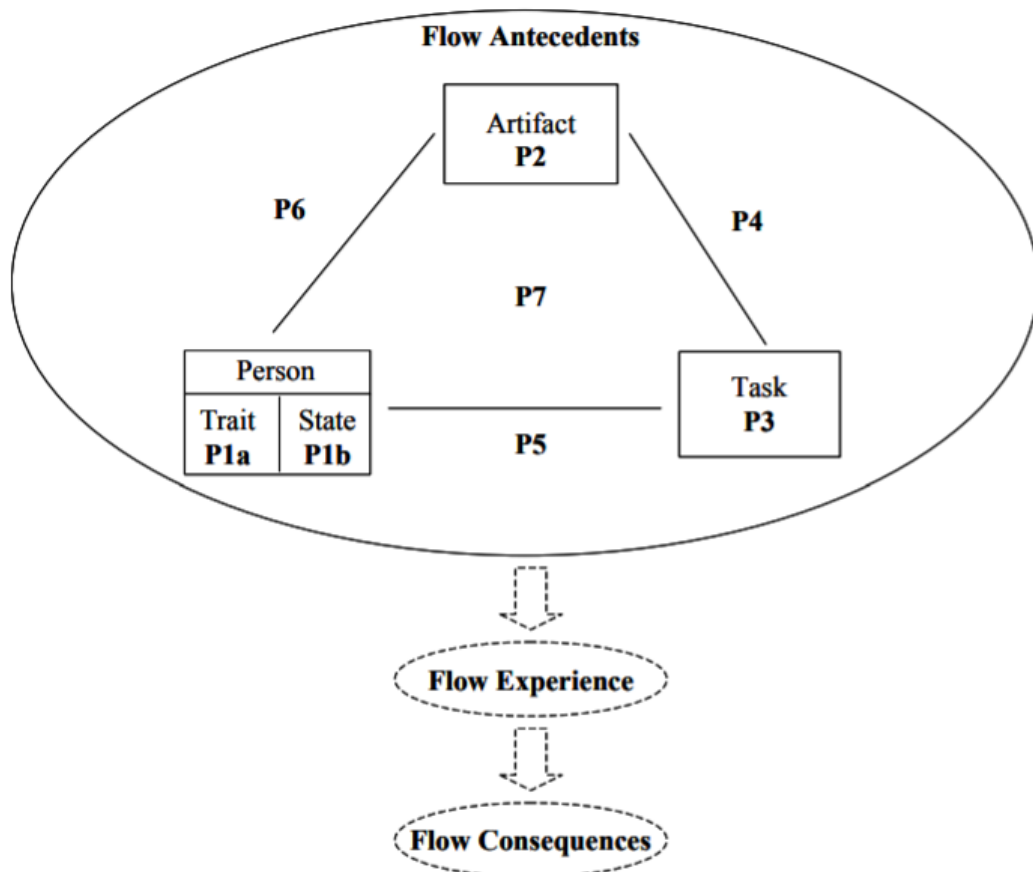 Flow Antecedents
Artifact
P2
P6
P4
P7
Person
Trait
P1a
State
P1b
Task
P3
P5
Flow Experience
Flow Consequences